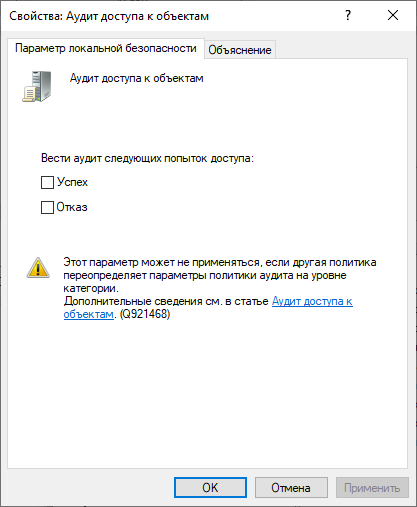 Свойства: Аудит доступа к объектам
Параметр локальной безопасности
Объяснение
Аудит доступа к объектам
Вести аудит следующих попыток доступа:
Успех
Отказ
Этот параметр может не применяться, если другая политика
переопределяет параметры политики аудита на уровне
категории.
Дополнительные сведения см. в статье Аудит доступа к
объектам. (Q921468)
ОК
Отмена
Применить